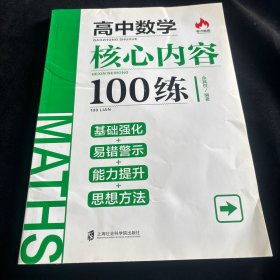 高中数学
GAOZHONG SHUXUE
核心内容
HEXIN NEIRONG
100练
100 LIAN
基础强化
+
易错警示
+
能力提升
+
思想方法
MATHS
上海社会科学院出版社